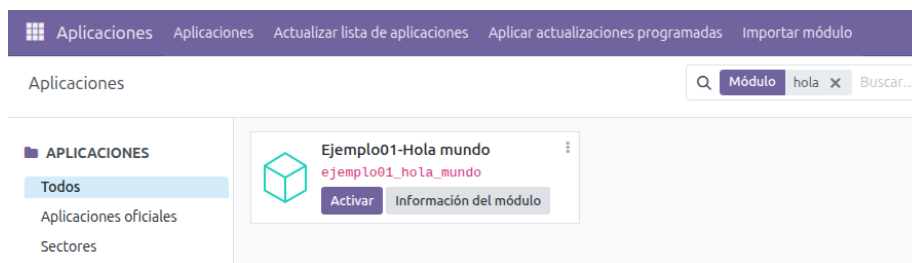 Aplicaciones Aplicaciones Actualizar lista de aplicaciones Aplicar actualizaciones programadas Importar módulo
Aplicaciones
Módulo hola × Buscar...
APLICACIONES
Todos
Aplicaciones oficiales
Sectores
Ejemplo01-Hola mundo
ejemplo01_hola_mundo
Activar Información del módulo